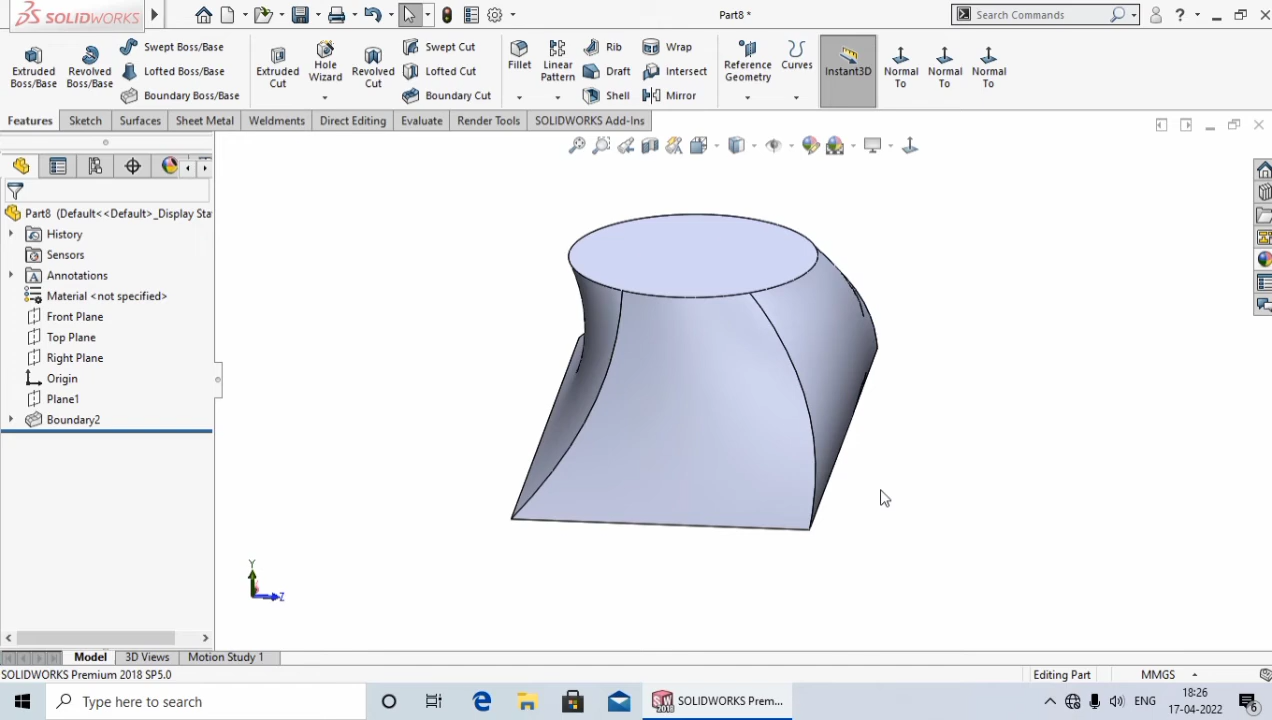 SOLIDWORKS
Part8 *
Search Commands
Extruded Boss/Base
Revolved Boss/Base
Swept Boss/Base
Lofted Boss/Base
Boundary Boss/Base
Extruded Cut
Hole Wizard
Revolved Cut
Swept Cut
Lofted Cut
Boundary Cut
Fillet
Linear Pattern
Rib
Draft
Shell
Wrap
Intersect
Mirror
Reference Geometry
Curves
Instant3D
Normal To
Normal To
Normal To
Features
Sketch
Surfaces
Sheet Metal
Weldments
Direct Editing
Evaluate
Render Tools
SOLIDWORKS Add-Ins
Part8 (Default<<Default>_Display Sta
History
Sensors
Annotations
Material <not specified>
Front Plane
Top Plane
Right Plane
Origin
Plane1
Boundary2
Y
Z
Model
3D Views
Motion Study 1
SOLIDWORKS Premium 2018 SP5.0
Editing Part
MMGS
Type here to search
SOLIDWORKS Prem...
ENG
18:26
17-04-2022
6